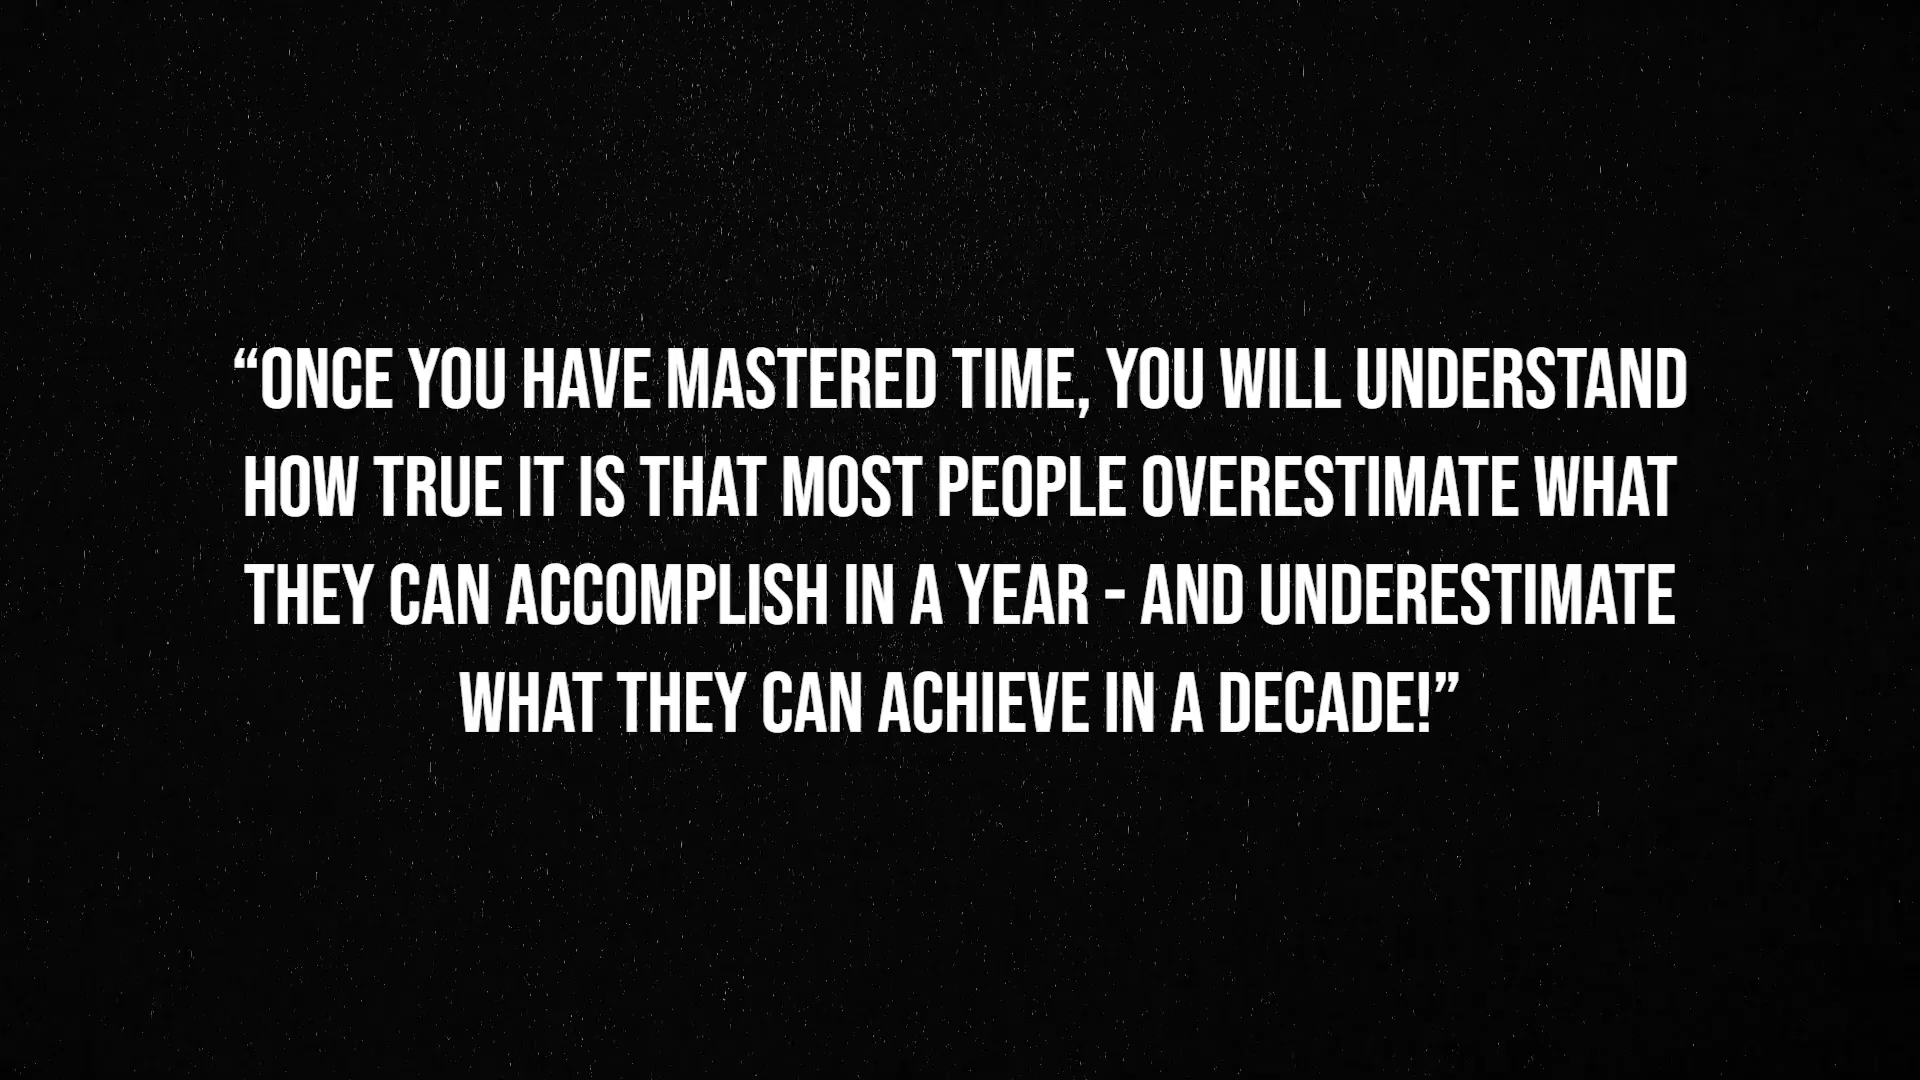 “ONCE YOU HAVE MASTERED TIME, YOU WILL UNDERSTAND
HOW TRUE IT IS THAT MOST PEOPLE OVERESTIMATE WHAT
THEY CAN ACCOMPLISH IN A YEAR - AND UNDERESTIMATE
WHAT THEY CAN ACHIEVE IN A DECADE!”